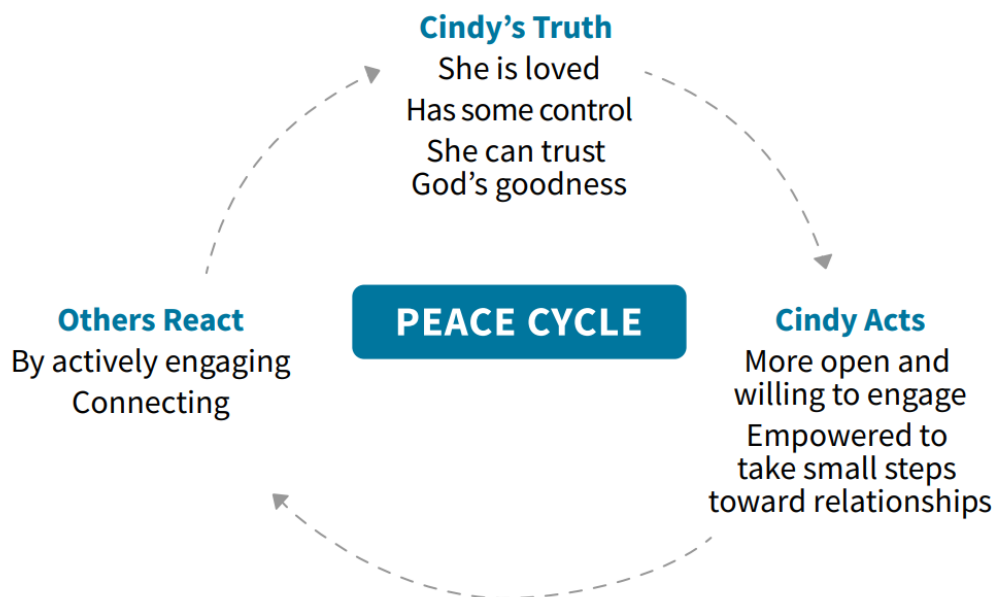 Cindy’s Truth
She is loved
Has some control
She can trust
God’s goodness
PEACE CYCLE
Cindy Acts
More open and
willing to engage
Empowered to
take small steps
toward relationships
Others React
By actively engaging
Connecting